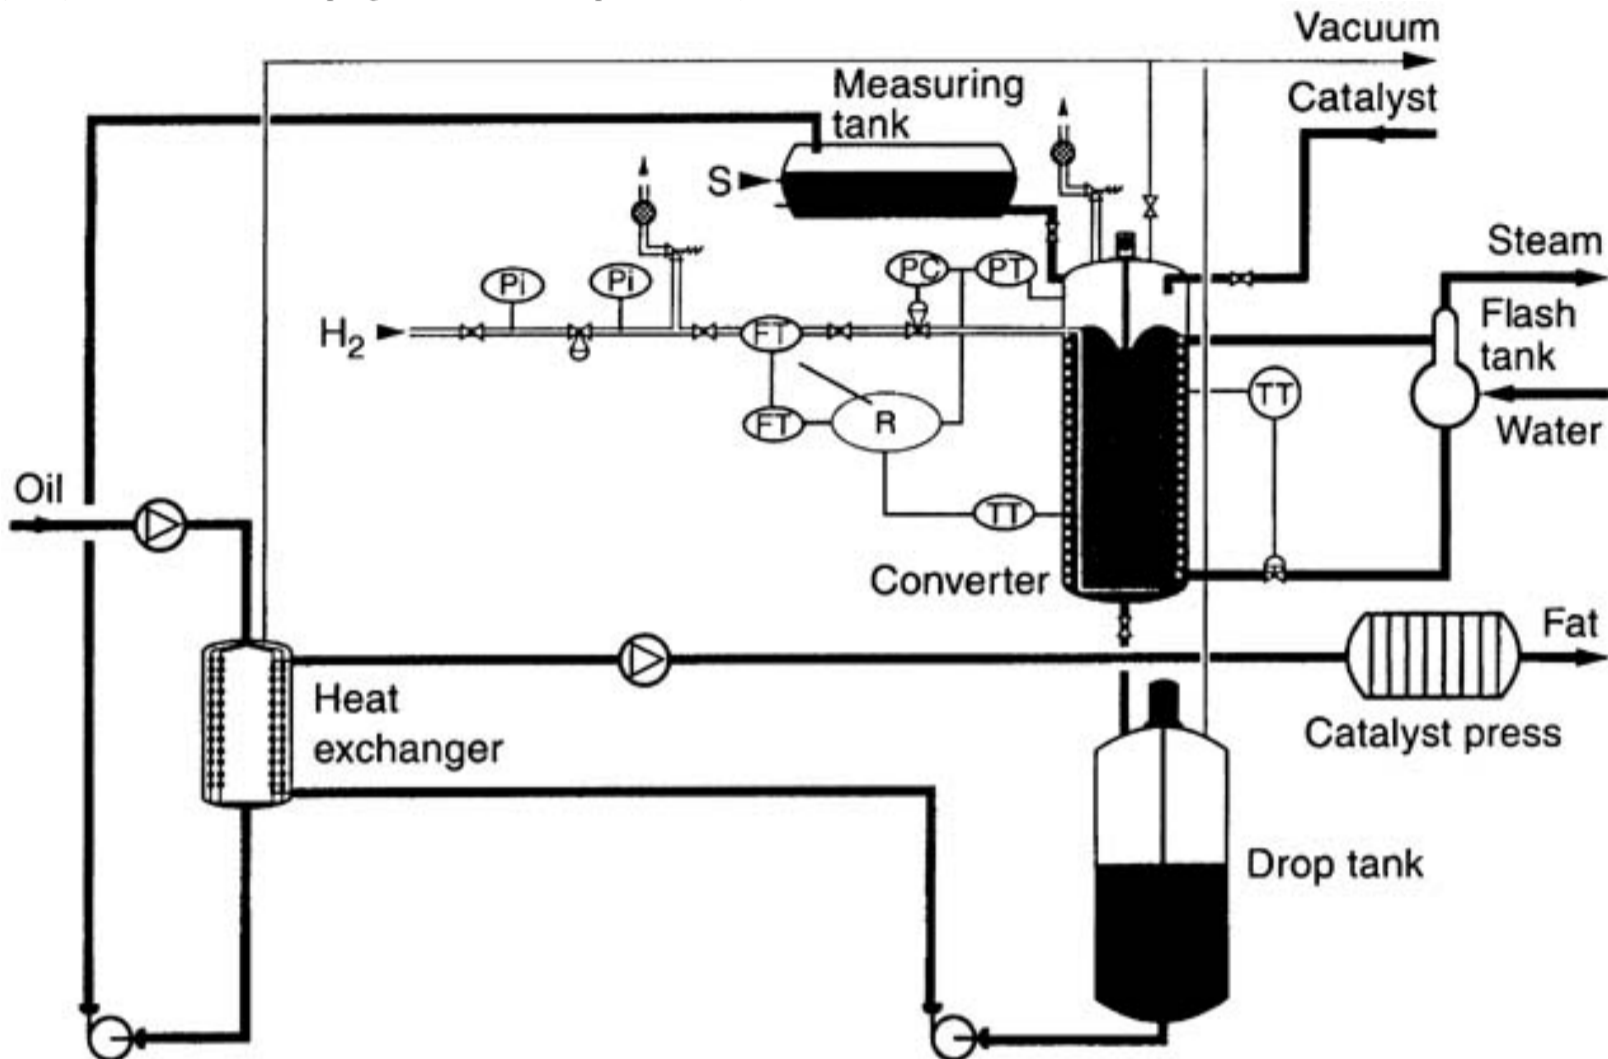 Vacuum
Measuring
tank
Catalyst
S
Steam
Pi
Pi
PC
PT
Flash
tank
H2
FT
TT
Water
FT
R
Oil
TT
Converter
Fat
Heat
exchanger
Catalyst press
Drop tank